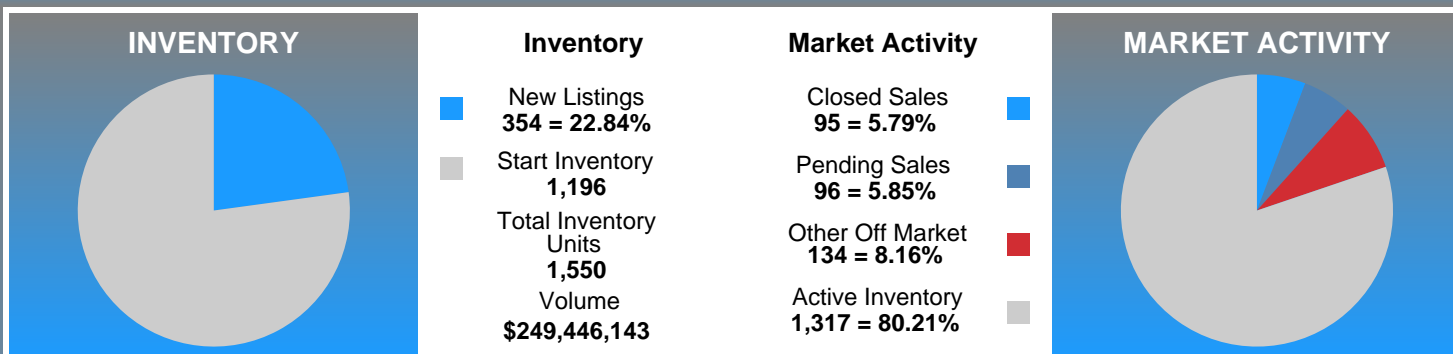 INVENTORY
Inventory
New Listings
354 = 22.84%
Start Inventory
1,196
Total Inventory
Units
1,550
Volume
$249,446,143
Market Activity
Closed Sales
95 = 5.79%
Pending Sales
96 = 5.85%
Other Off Market
134 = 8.16%
Active Inventory
1,317 = 80.21%
MARKET ACTIVITY